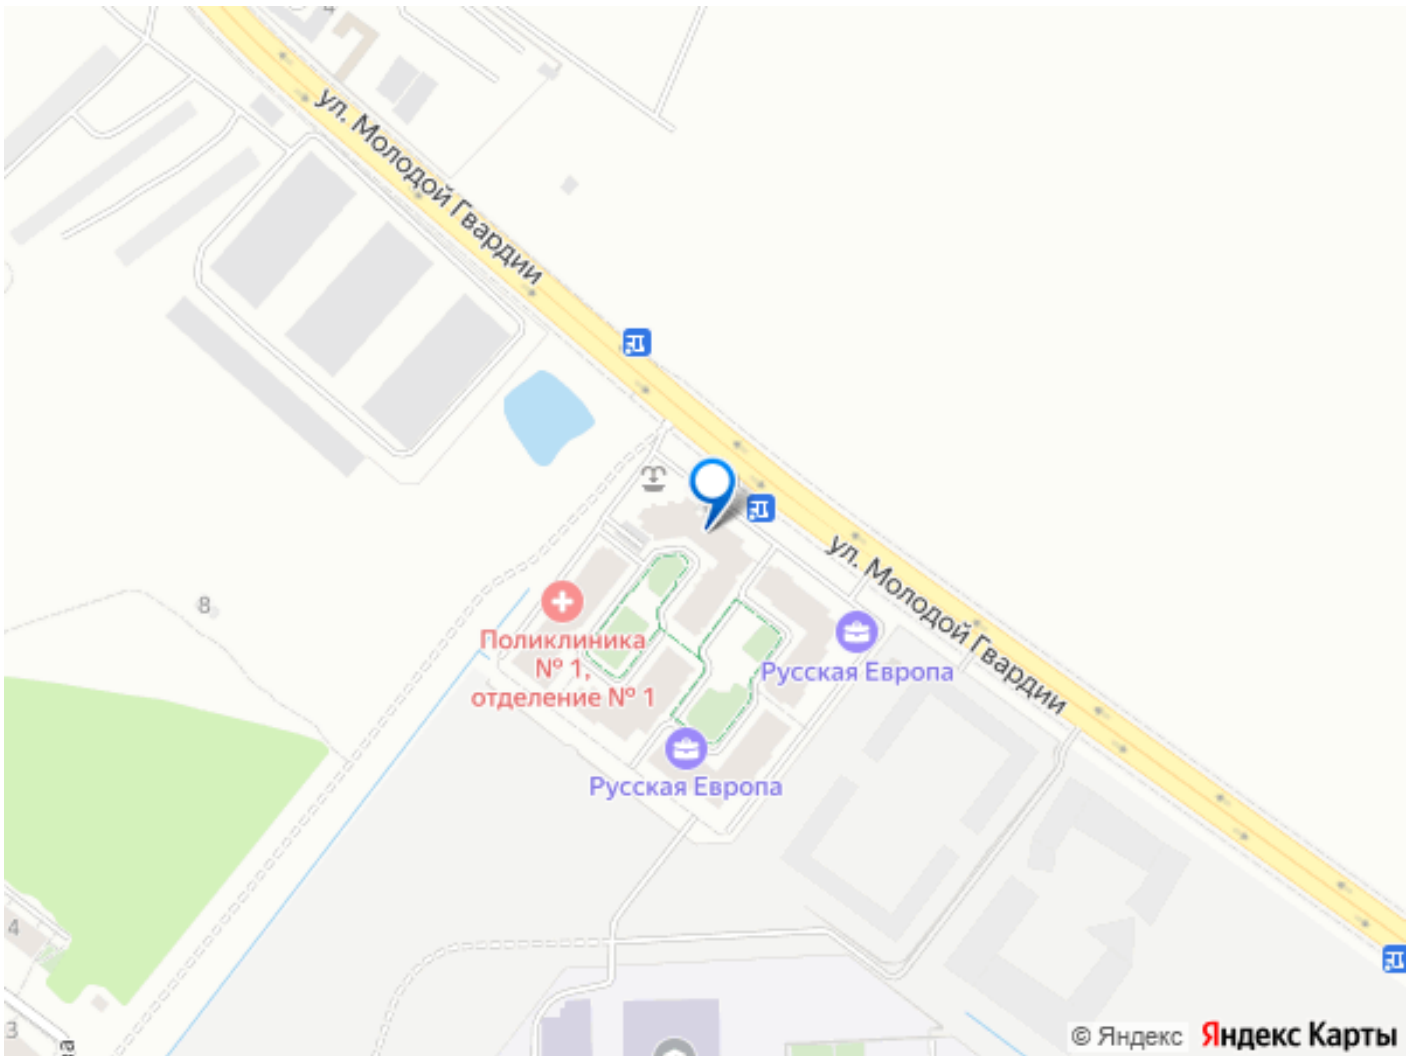 4
ул. Молодой Гвардии
8
Поликлиника
№ 1,
отделение № 1
ул. Молодой Гвардии
Русская Европа
Русская Европа
4
3
© Яндекс Яндекс Карты